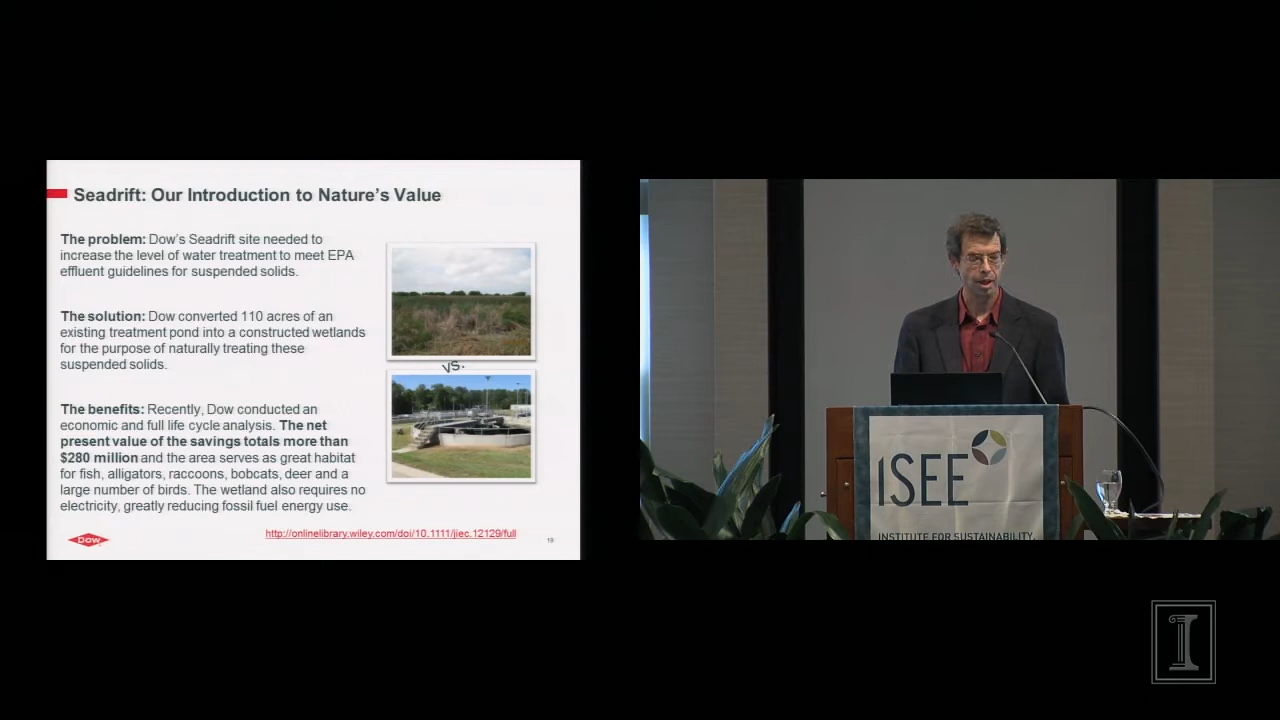 Seadrift: Our Introduction to Nature's Value
The problem: Dow's Seadrift site needed to
increase the level of water treatment to meet EPA
effluent guidelines for suspended solids.
The solution: Dow converted 110 acres of an
existing treatment pond into a constructed wetlands
for the purpose of naturally treating these
suspended solids.
vs.
The benefits: Recently, Dow conducted an
economic and full life cycle analysis. The net
present value of the savings totals more than
$280 million and the area serves as great habitat
for fish, alligators, raccoons, bobcats, deer and a
large number of birds. The wetland also requires no
electricity, greatly reducing fossil fuel energy use.
http://onlinelibrary.wiley.com/doi/10.1111/jiec.12129/full
Dow
19
ISEE
INSTITUTE FOR SUSTAINABILITY,
I